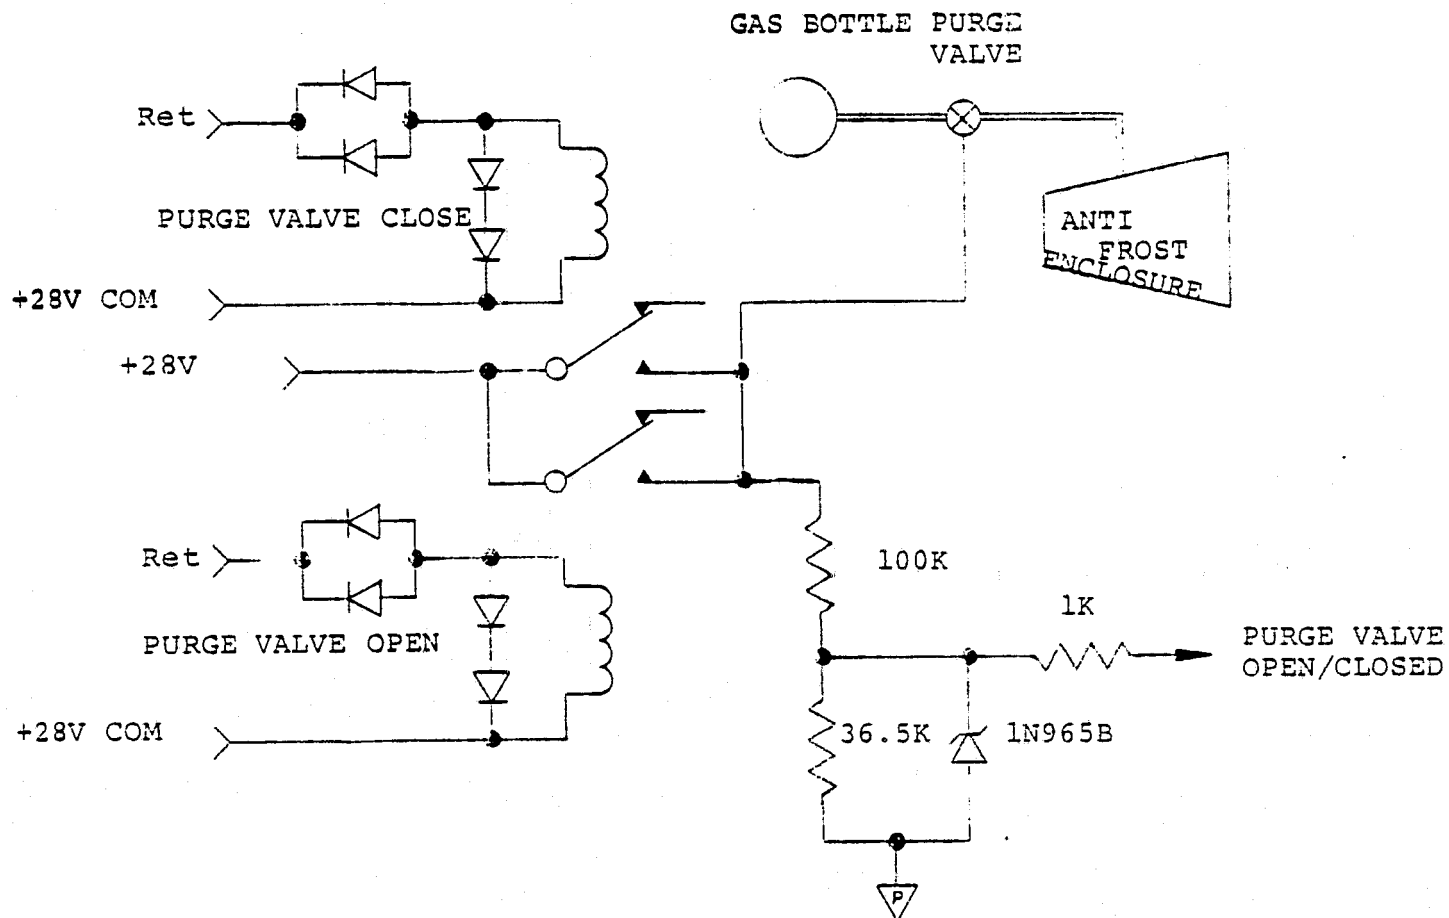 GAS BOTTLE PURGE
VALVE
Ret
PURGE VALVE CLOSE
ANTI
FROST
ENCLOSURE
+28V COM
+28V
Ret
100K
1K
PURGE VALVE
OPEN/CLOSED
PURGE VALVE OPEN
36.5K
1N965B
+28V COM
P